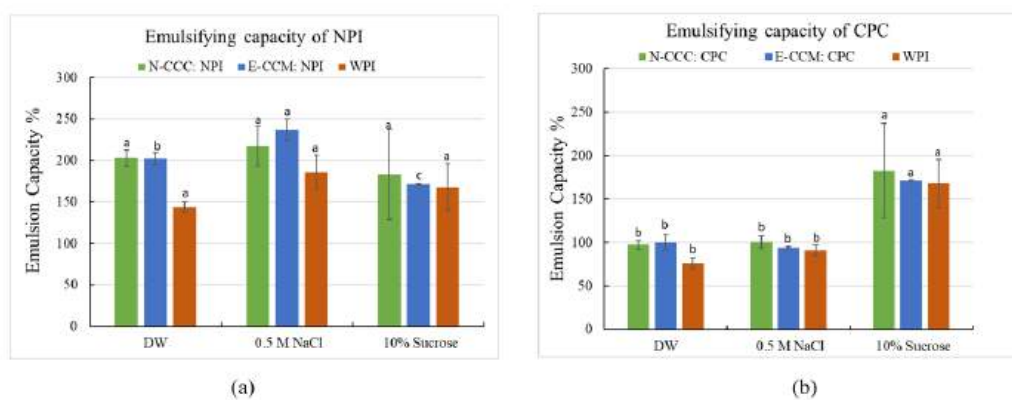 Emulsifying capacity of NPI
N-CCC: NPI E-CCM: NPI WPI
Emulsion Capacity %
300
250
200
150
100
50
0
a b a
a a a
a c a
DW 0.5 M NaCl 10% Sucrose
(a)
Emulsifying capacity of CPC
N-CCC: CPC E-CCM: CPC WPI
Emulsion Capacity %
300
250
200
150
100
50
0
b b b
b b b
a a a
DW 0.5 M NaCl 10% Sucrose
(b)